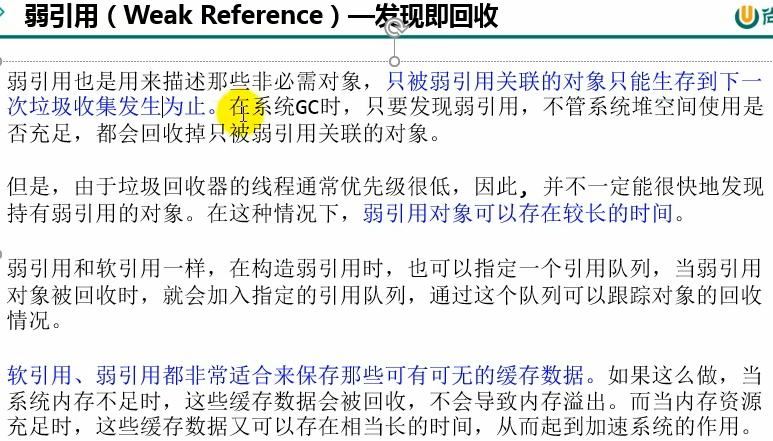 弱引用（Weak Reference）—发现即回收
弱引用也是用来描述那些非必需对象，只被弱引用关联的对象只能生存到下一
次垃圾收集发生为止。在系统GC时，只要发现弱引用，不管系统堆空间使用是
否充足，都会回收掉只被弱引用关联的对象。
但是，由于垃圾回收器的线程通常优先级很低，因此，并不一定能很快地发现
持有弱引用的对象。在这种情况下，弱引用对象可以存在较长的时间。
弱引用和软引用一样，在构造弱引用时，也可以指定一个引用队列，当弱引用
对象被回收时，就会加入指定的引用队列，通过这个队列可以跟踪对象的回收
情况。
软引用、弱引用都非常适合来保存那些可有可无的缓存数据。如果这么做，当
系统内存不足时，这些缓存数据会被回收，不会导致内存溢出。而当内存资源
充足时，这些缓存数据又可以存在相当长的时间，从而起到加速系统的作用。